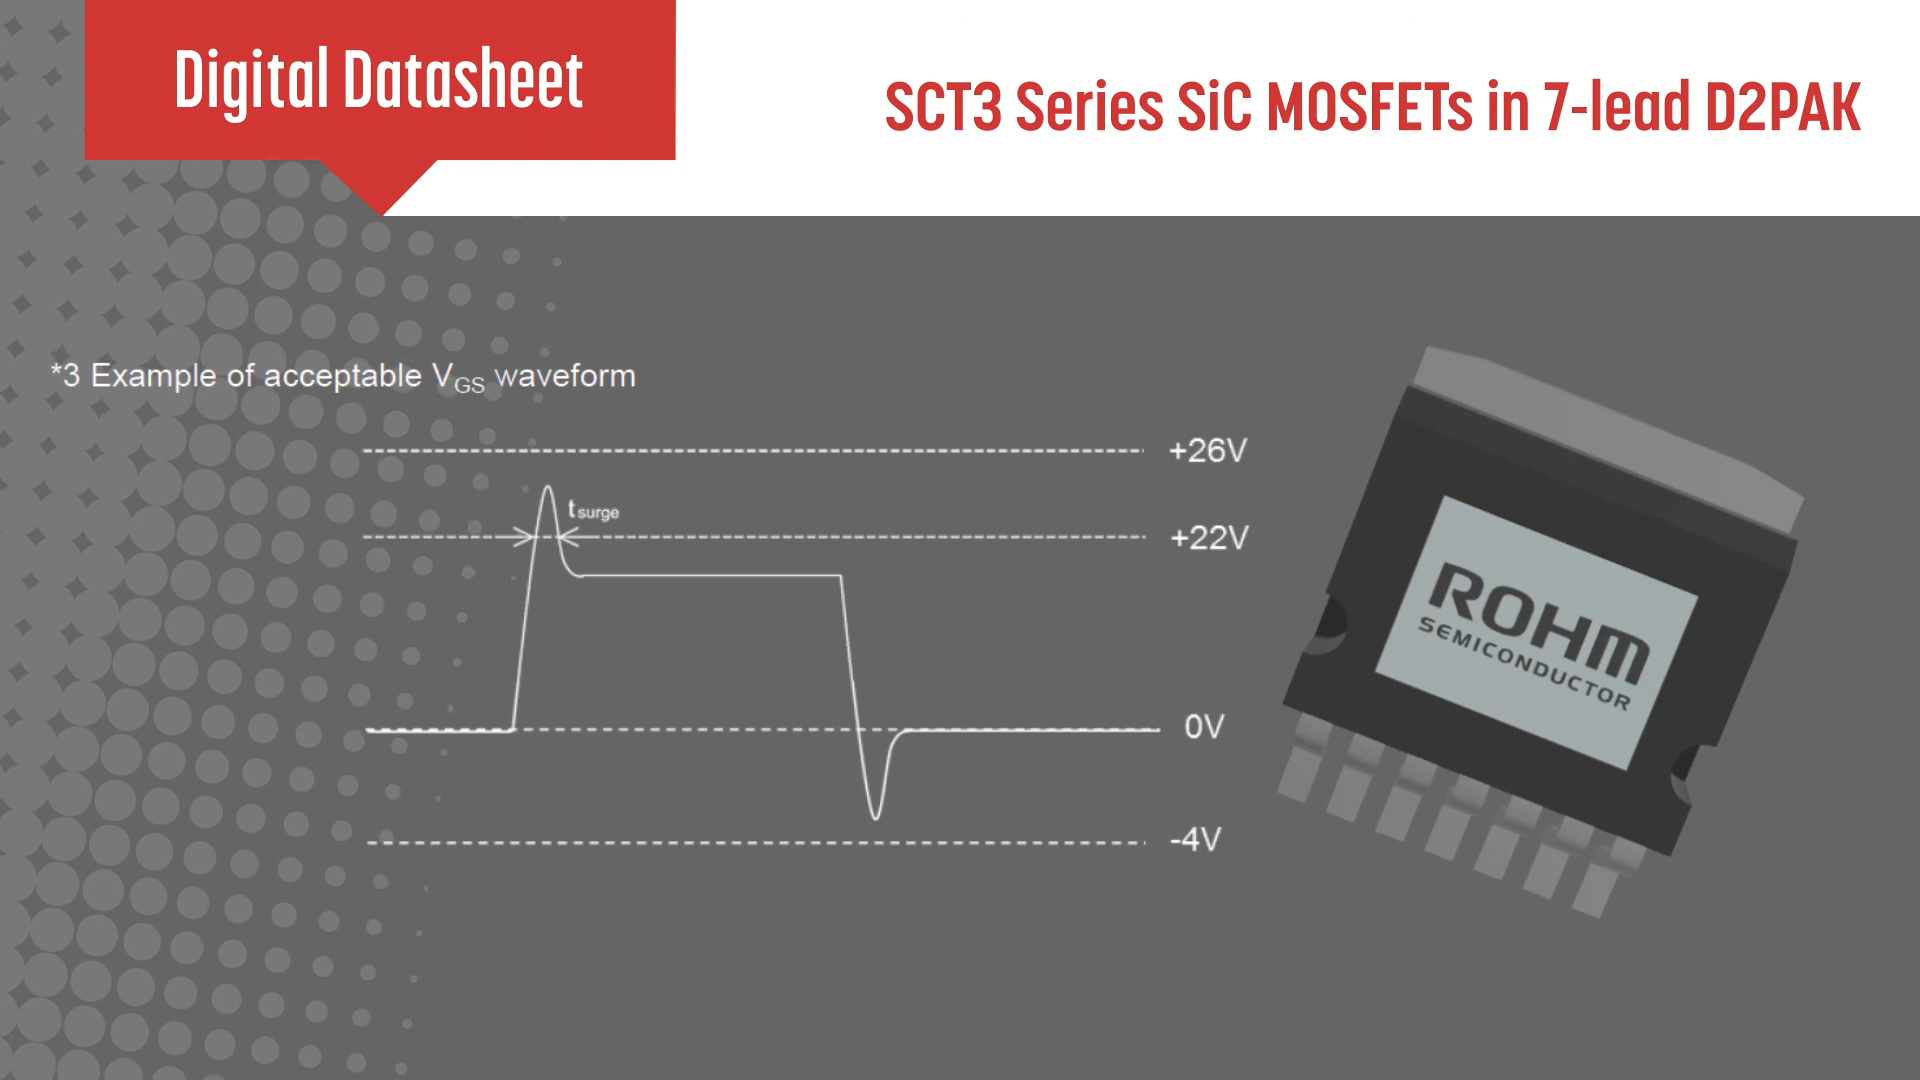 Digital Datasheet
SCT3 Series SiC MOSFETs in 7-lead D2PAK
*3 Example of acceptable VGS waveform
+26V
tsurge
+22V
0V
-4V
ROHM
SEMICONDUCTOR